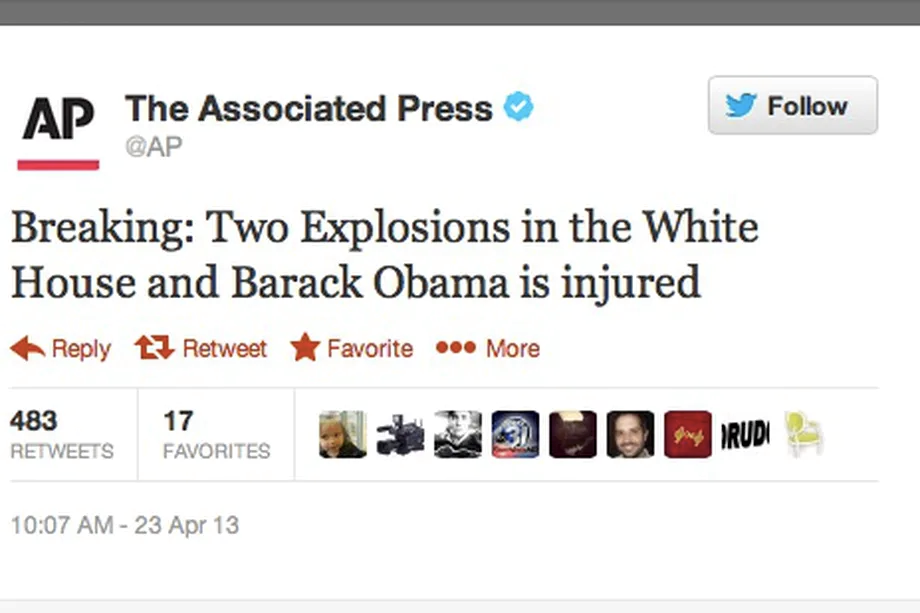 AP
The Associated Press
@AP
Follow
Breaking: Two Explosions in the White
House and Barack Obama is injured
Reply Retweet Favorite More
483 17
RETWEETS FAVORITES
DRUD
10:07 AM - 23 Apr 13